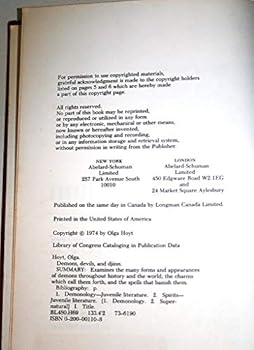 For permission to use copyrighted materials,
grateful acknowledgment is made to the copyright holders
listed on pages 5 and 6 which are hereby made
a part of this copyright page.
All rights reserved.
No part of this book may be reprinted,
or reproduced or utilized in any form
or by any electronic, mechanical or other means,
now known or hereafter invented,
including photocopying and recording,
or in any information storage and retrieval system,
without permission in writing from the Publisher
NEW YORK
Abelard-Schuman
Limited
257 Park Avenue South
10010
LONDON
Abelard-Schuman
Limited
450 Edgware Road W2 1EG
and
24 Market Square Aylesbury
Published on the same day in Canada by Longman Canada Limited.
Printed in the United States of America
Copyright © 1974 by Olga Hoyt
Library of Congress Cataloging in Publication Data
Hoyt, Olga.
Demons, devils, and djinn.
SUMMARY: Examines the many forms and appearances
of demons throughout history and the world, the charms
which call them forth, and the spells that banish them.
Bibliography: p.
1. Demonology—Juvenile literature. 2. Spirits—
Juvenile literature. [1. Demonology. 2. Super-
natural] I. Title.
BL480.H69 133.4'2 73-6190
ISBN 0-200-00110-3